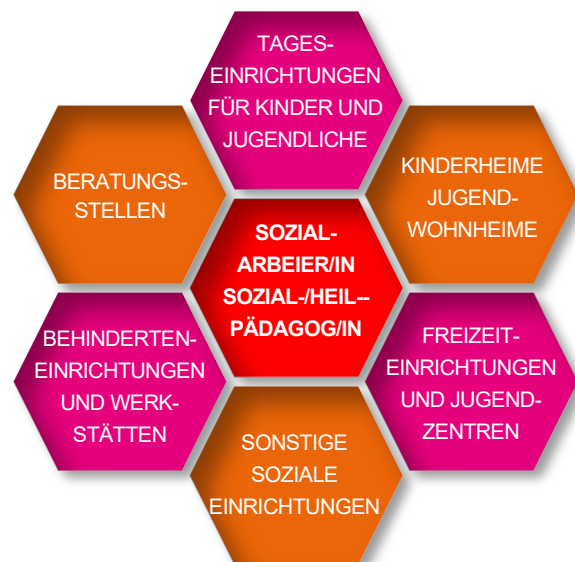 TAGES-
EINRICHTUNGEN
FÜR KINDER UND
JUGENDLICHE
BERATUNGS-
STELLEN
KINDERHEIME
JUGEND-
WOHNHEIME
SOZIAL-
ARBEIER/IN
SOZIAL-/HEIL--
PÄDAGOG/IN
BEHINDERTEN-
EINRICHTUNGEN
UND WERK-
STÄTTEN
FREIZEIT-
EINRICHTUNGEN
UND JUGEND-
ZENTREN
SONSTIGE
SOZIALE
EINRICHTUNGEN